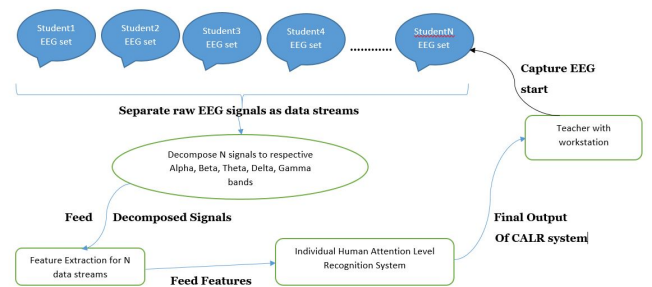 Student1
EEG set
Student2
EEG set
Student3
EEG set
Student4
EEG set
............
StudentN
EEG set
Capture EEG
start
Separate raw EEG signals as data streams
Teacher with
workstation
Decompose N signals to respective
Alpha, Beta, Theta, Delta, Gamma
bands
Feed Decomposed Signals
Final Output
Of CALR system
Feature Extraction for N
data streams
Feed Features
Individual Human Attention Level
Recognition System